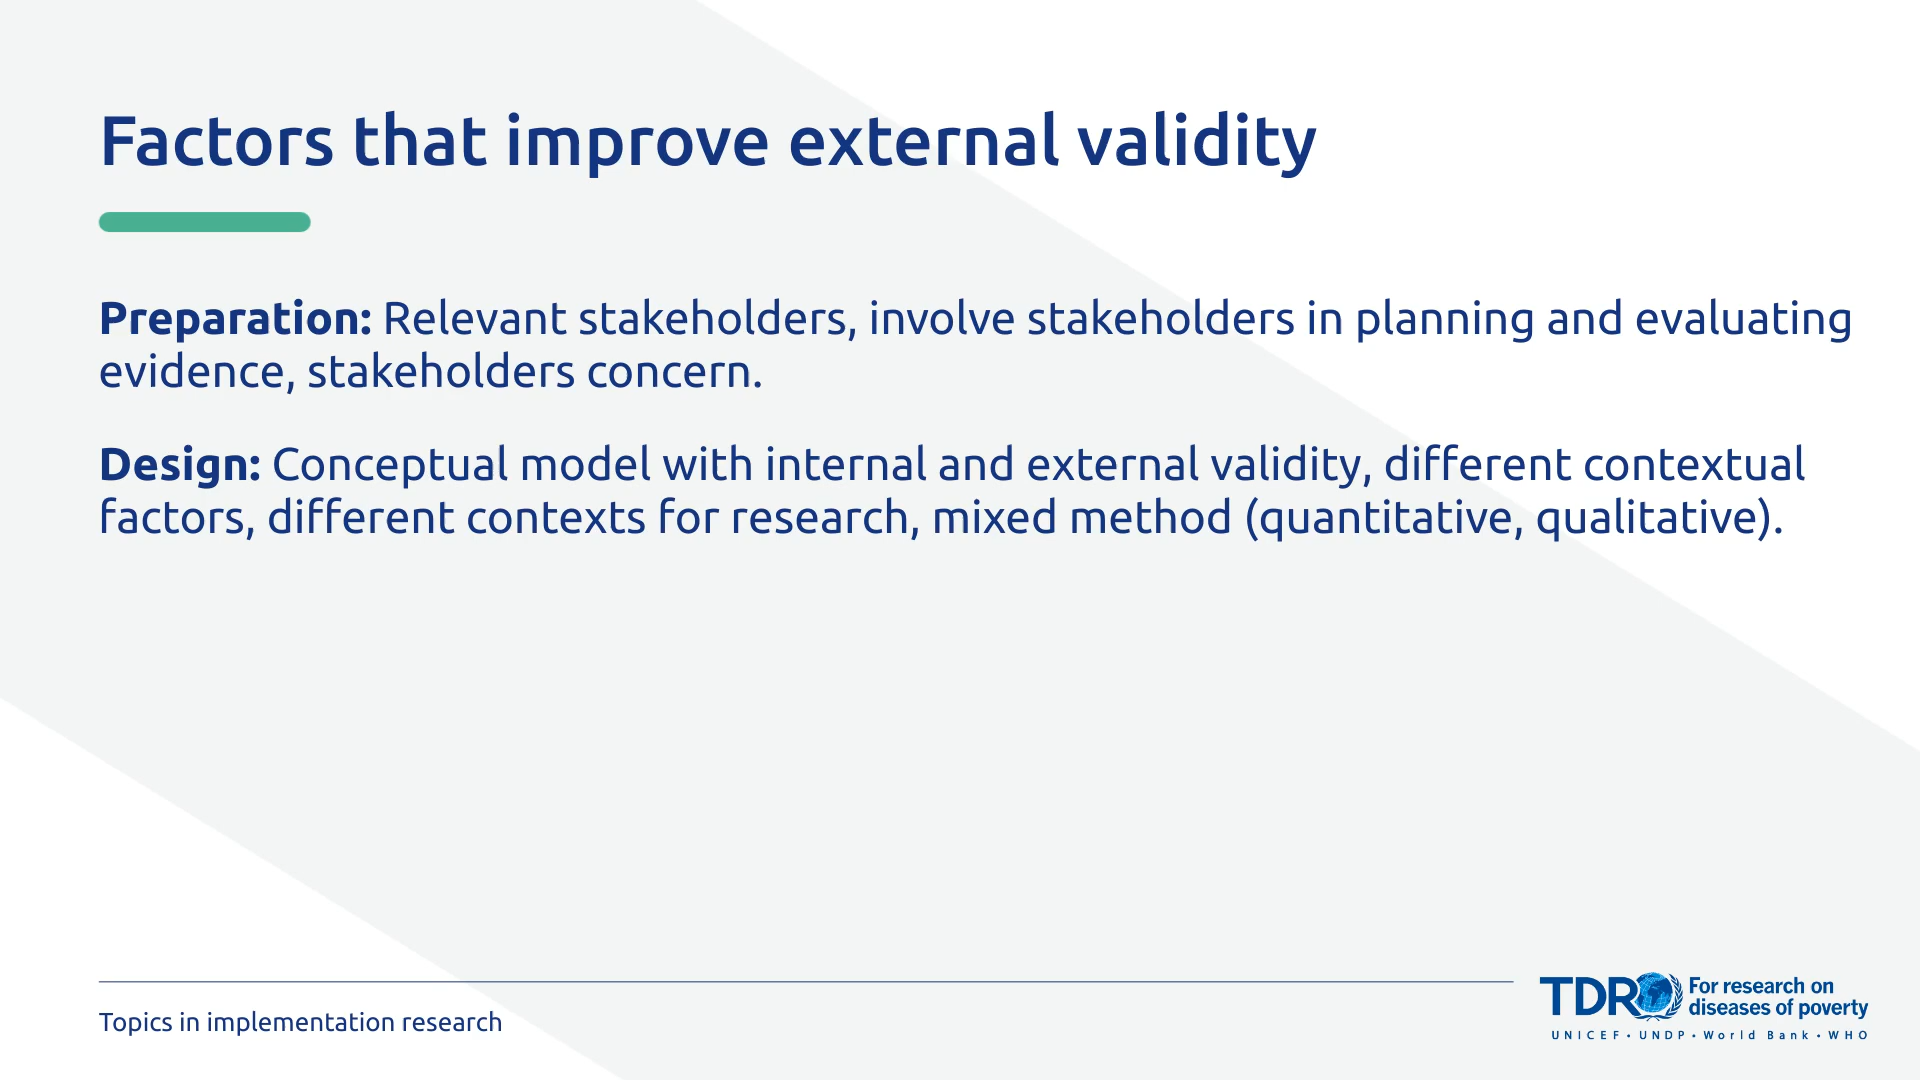 Factors that improve external validity
Preparation: Relevant stakeholders, involve stakeholders in planning and evaluating
evidence, stakeholders concern.
Design: Conceptual model with internal and external validity, different contextual
factors, different contexts for research, mixed method (quantitative, qualitative).
Topics in implementation research
TDR For research on
diseases of poverty
UNICEF • UNDP • World Bank • WHO